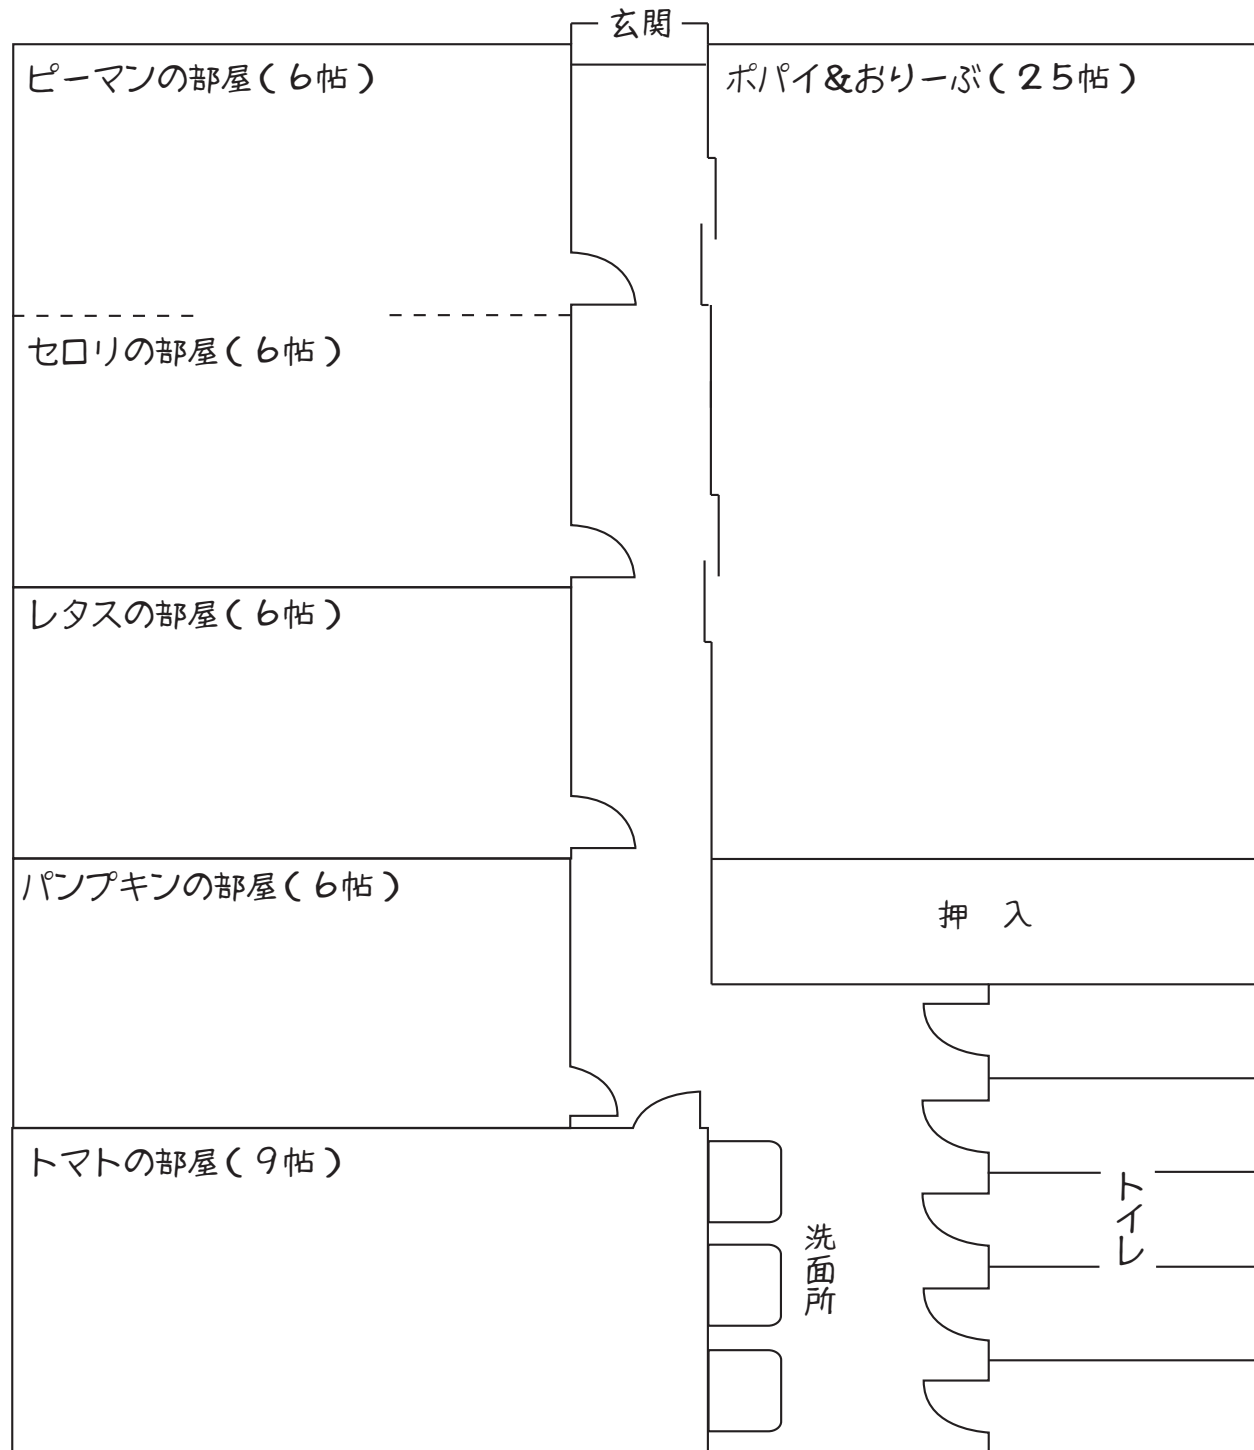 玄関
ピーマンの部屋(6帖)
ポパイ&おりーぶ(25帖)
セロリの部屋(6帖)
レタスの部屋(6帖)
パンプキンの部屋(6帖)
押 入
トマトの部屋(9帖)
洗面所
トイレ